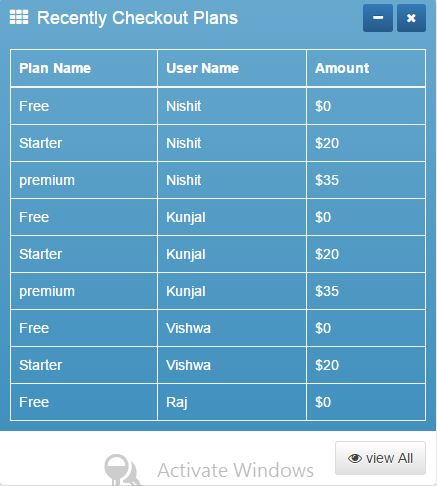 Recently Checkout Plans
Plan Name User Name Amount
Free Nishit $0
Starter Nishit $20
premium Nishit $35
Free Kunjal $0
Starter Kunjal $20
premium Kunjal $35
Free Vishwa $0
Starter Vishwa $20
Free Raj $0
view All
Activate Windows